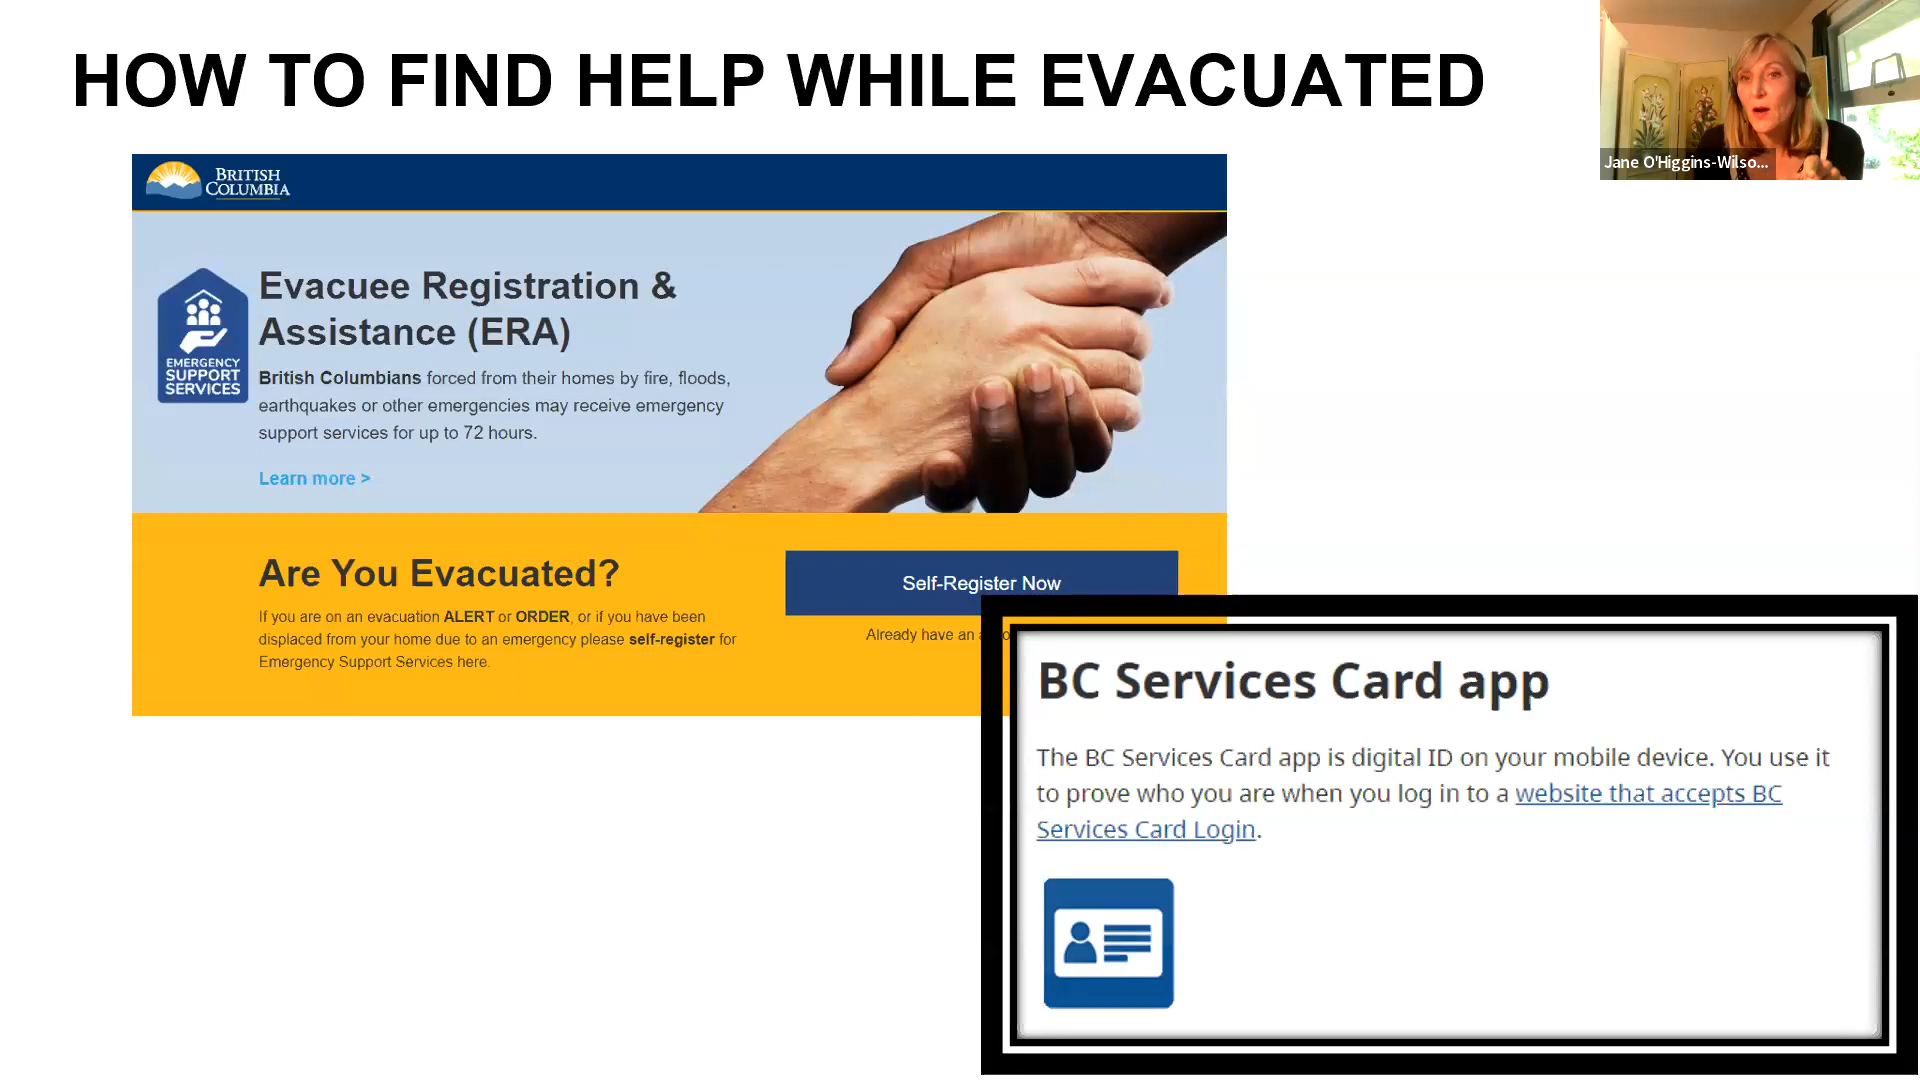 HOW TO FIND HELP WHILE EVACUATED
Jane O'Higgins-Wilso...
BRITISH
COLUMBIA
EMERGENCY
SUPPORT
SERVICES
Evacuee Registration &
Assistance (ERA)
British Columbians forced from their homes by fire, floods,
earthquakes or other emergencies may receive emergency
support services for up to 72 hours.
Learn more >
Are You Evacuated?
If you are on an evacuation ALERT or ORDER, or if you have been
displaced from your home due to an emergency please self-register for
Emergency Support Services here.
Self-Register Now
Already have an
BC Services Card app
The BC Services Card app is digital ID on your mobile device. You use it
to prove who you are when you log in to a website that accepts BC
Services Card Login.